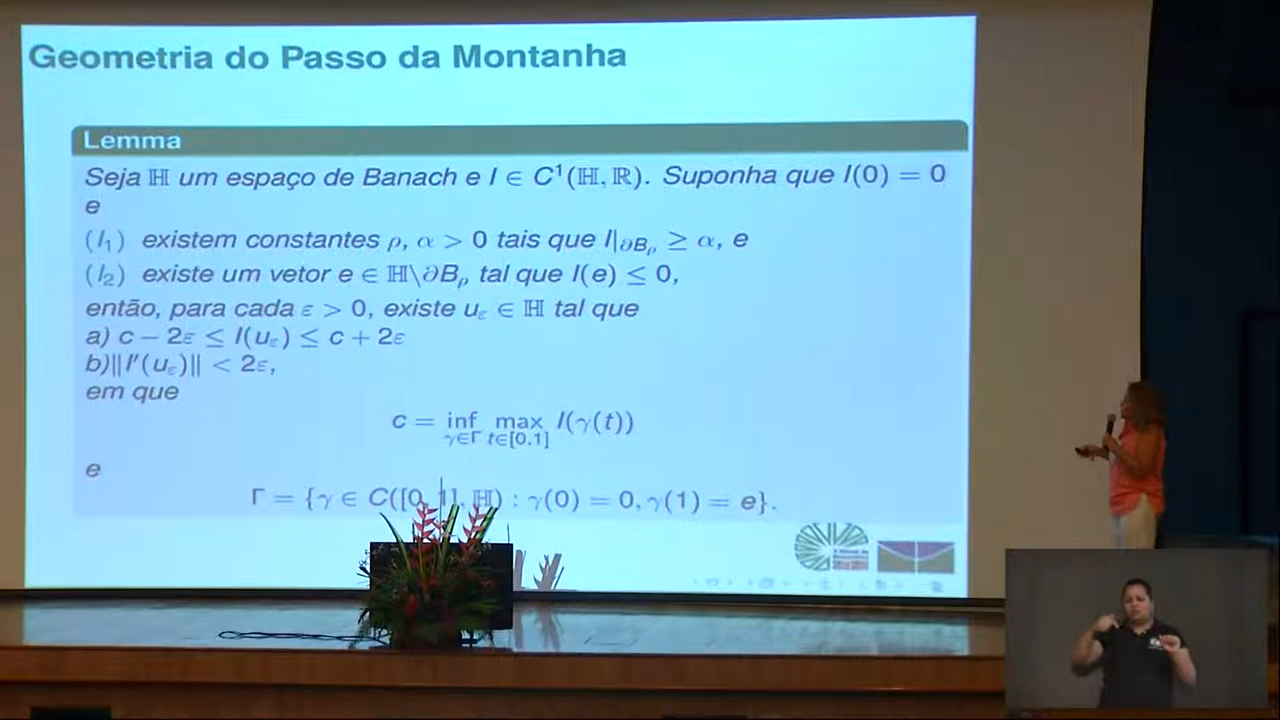 Geometria do Passo da Montanha
Lemma
Seja ℍ um espaço de Banach e I ∈ C¹(ℍ, ℝ). Suponha que I(0) = 0
e
(I₁) existem constantes ρ, α > 0 tais que I|∂Bρ ≥ α, e
(I₂) existe um vetor e ∈ ℍ\∂Bρ tal que I(e) ≤ 0,
então, para cada ε > 0, existe uε ∈ ℍ tal que
a) c − 2ε ≤ I(uε) ≤ c + 2ε
b)‖I′(uε)‖ < 2ε,
em que
c = inf γ∈Γ max t∈[0,1] I(γ(t))
e
Γ = {γ ∈ C([0, 1], ℍ) : γ(0) = 0, γ(1) = e}.